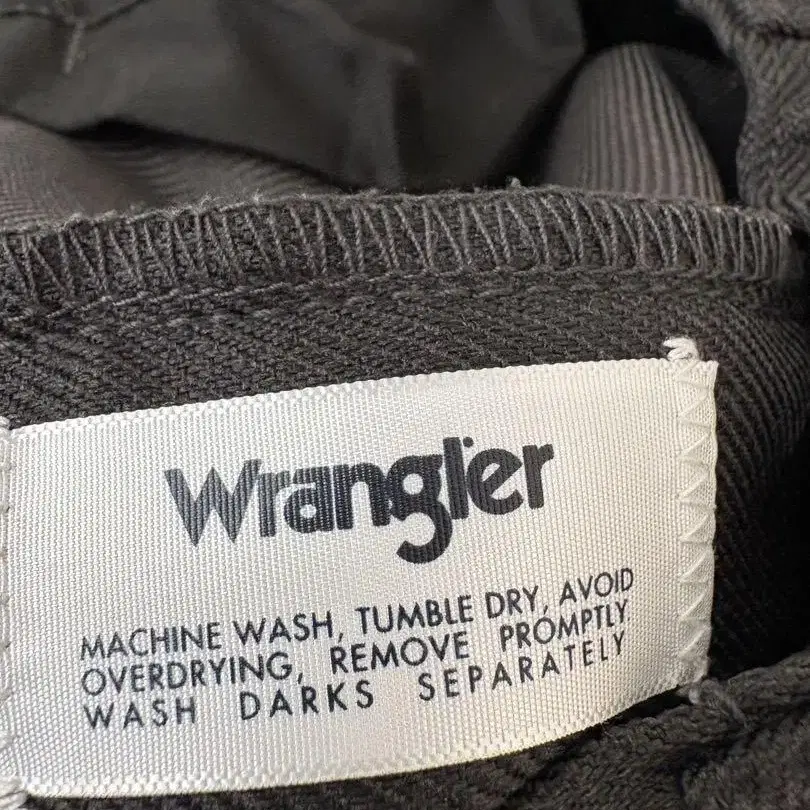 Wrangler
MACHINE WASH, TUMBLE DRY, AVOID
OVERDRYING, REMOVE PROMPTLY
WASH DARKS SEPARATELY